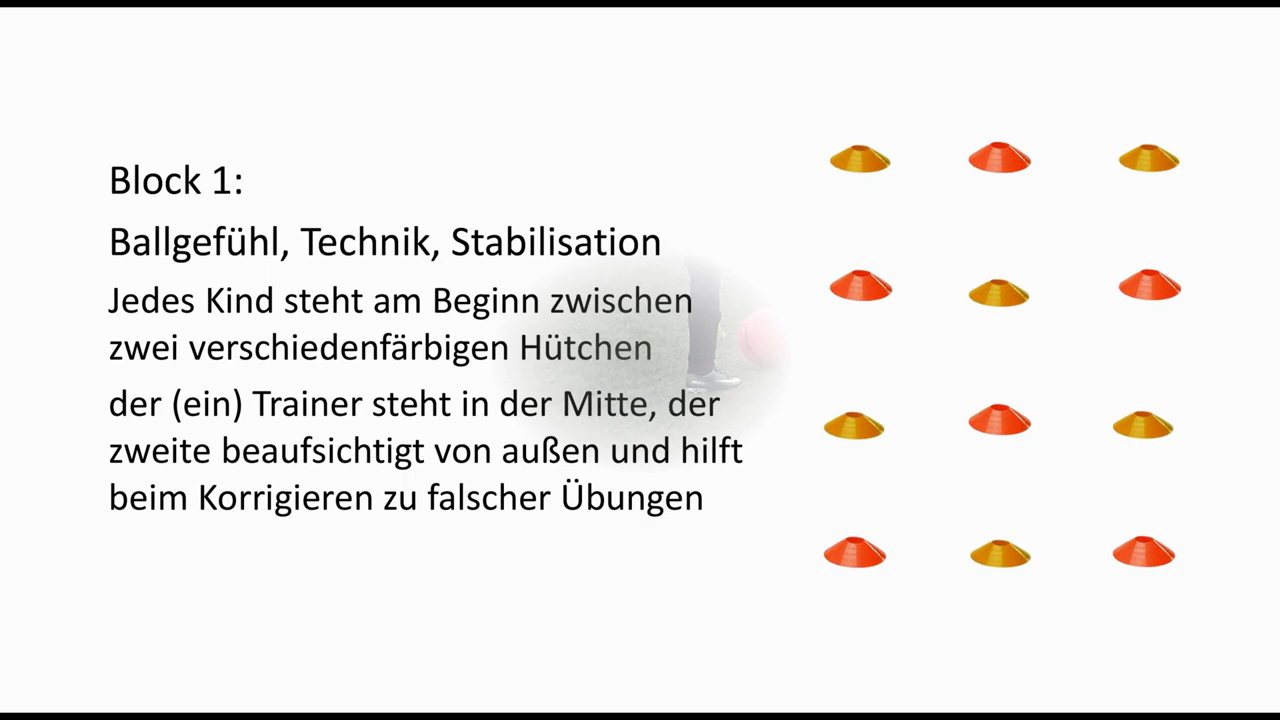 Block 1:
Ballgefühl, Technik, Stabilisation
Jedes Kind steht am Beginn zwischen
zwei verschiedenfärbigen Hütchen
der (ein) Trainer steht in der Mitte, der
zweite beaufsichtigt von außen und hilft
beim Korrigieren zu falscher Übungen